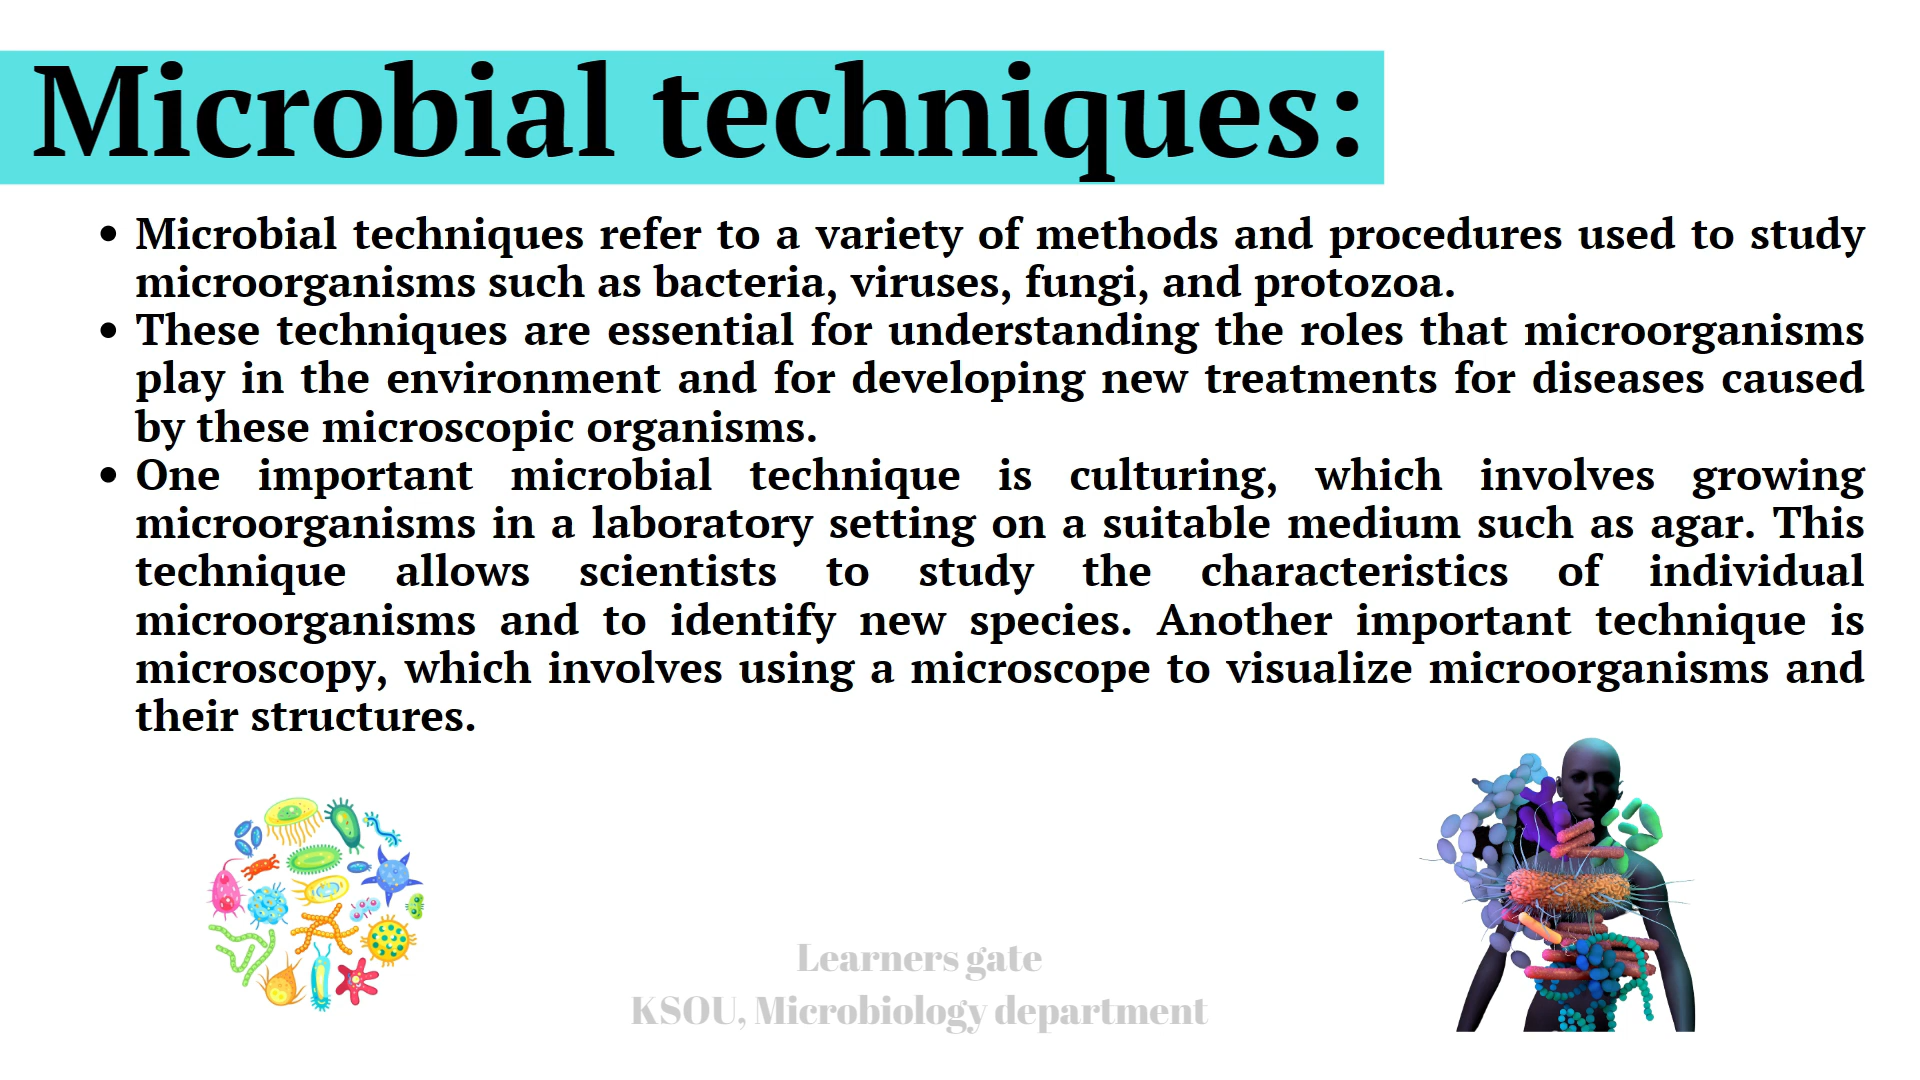 Microbial techniques:
• Microbial techniques refer to a variety of methods and procedures used to study
microorganisms such as bacteria, viruses, fungi, and protozoa.
• These techniques are essential for understanding the roles that microorganisms
play in the environment and for developing new treatments for diseases caused
by these microscopic organisms.
• One important microbial technique is culturing, which involves growing
microorganisms in a laboratory setting on a suitable medium such as agar. This
technique allows scientists to study the characteristics of individual
microorganisms and to identify new species. Another important technique is
microscopy, which involves using a microscope to visualize microorganisms and
their structures.
Learners gate
KSOU, Microbiology department